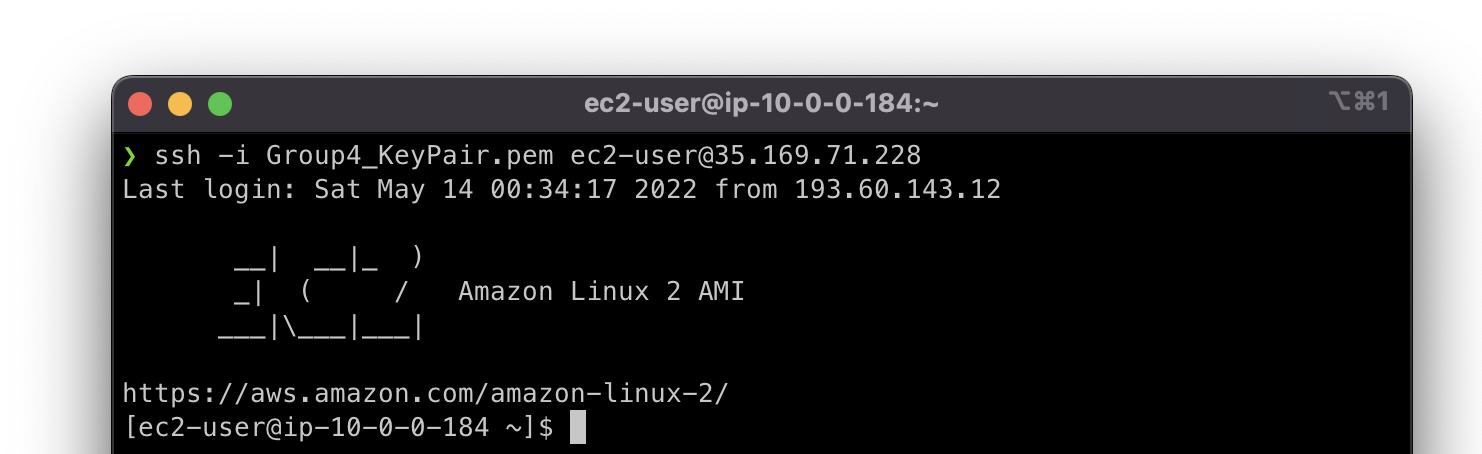 ec2-user@ip-10-0-0-184:~ ⌥⌘1
❯ ssh -i Group4_KeyPair.pem ec2-user@35.169.71.228
Last login: Sat May 14 00:34:17 2022 from 193.60.143.12
       __|  __|_  )
       _|  (     /   Amazon Linux 2 AMI
      ___|\___|___|
https://aws.amazon.com/amazon-linux-2/
[ec2-user@ip-10-0-0-184 ~]$